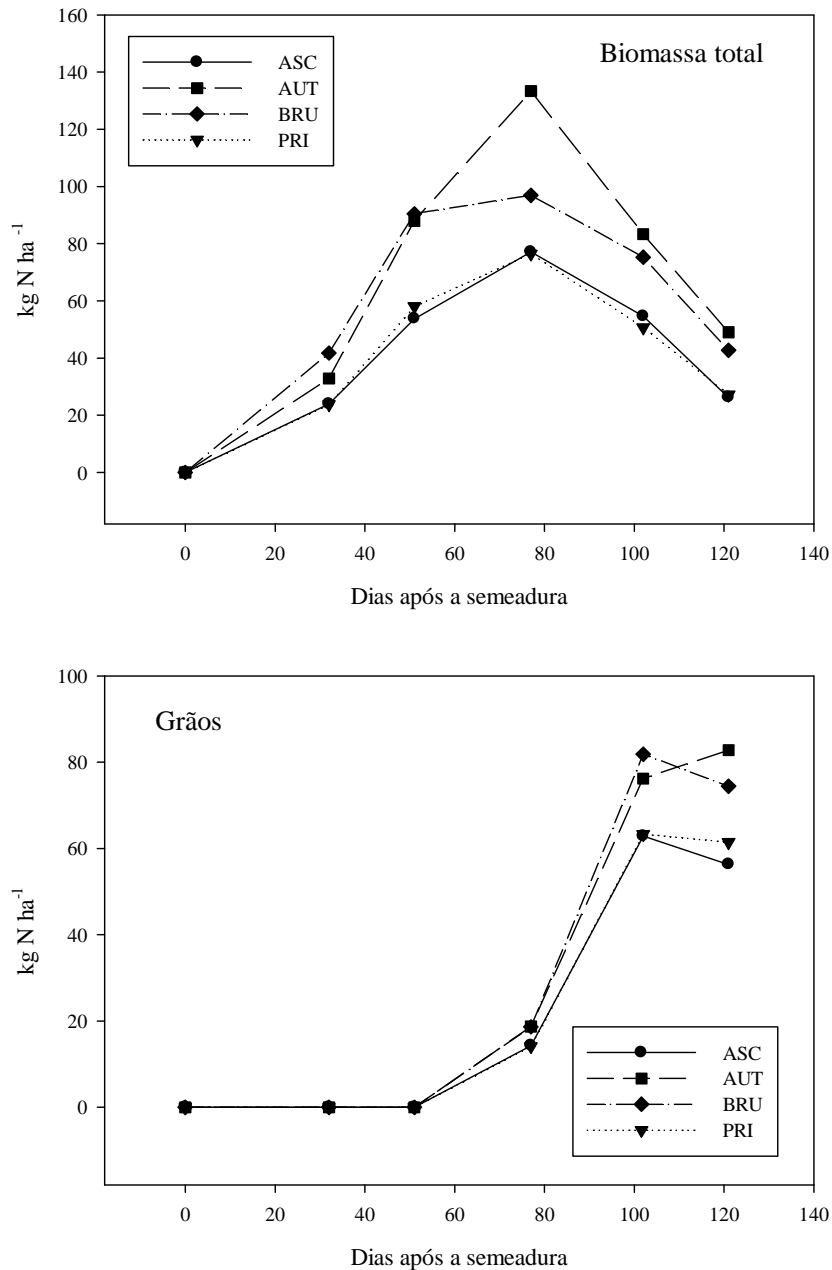 160
140
120
100
80
60
40
20
0
kg N ha -1
ASC
AUT
BRU
PRI
Biomassa total
0 20 40 60 80 100 120 140
Dias após a semeadura
100
80
60
40
20
0
kg N ha-1
Grãos
ASC
AUT
BRU
PRI
0 20 40 60 80 100 120 140
Dias após a semeadura